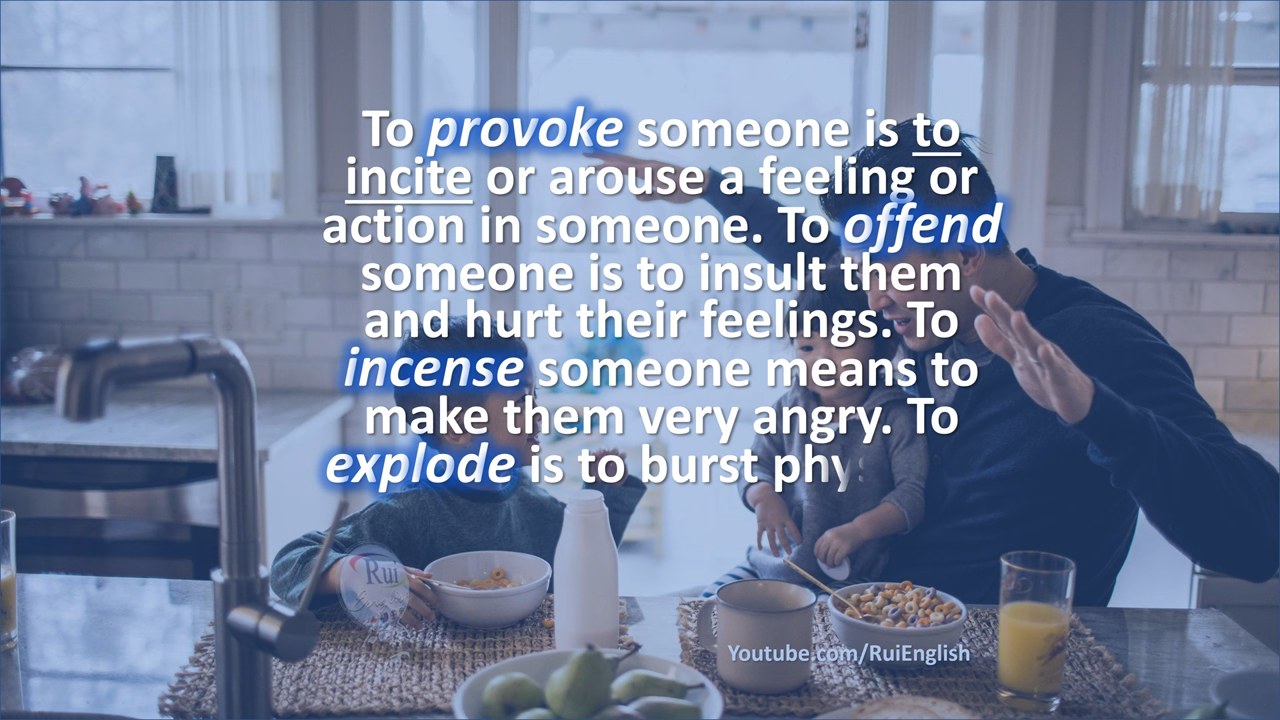 To provoke someone is to
incite or arouse a feeling or
action in someone. To offend
someone is to insult them
and hurt their feelings. To
incense someone means to
make them very angry. To
explode is to burst phy
Rui
Youtube.com/RuiEnglish